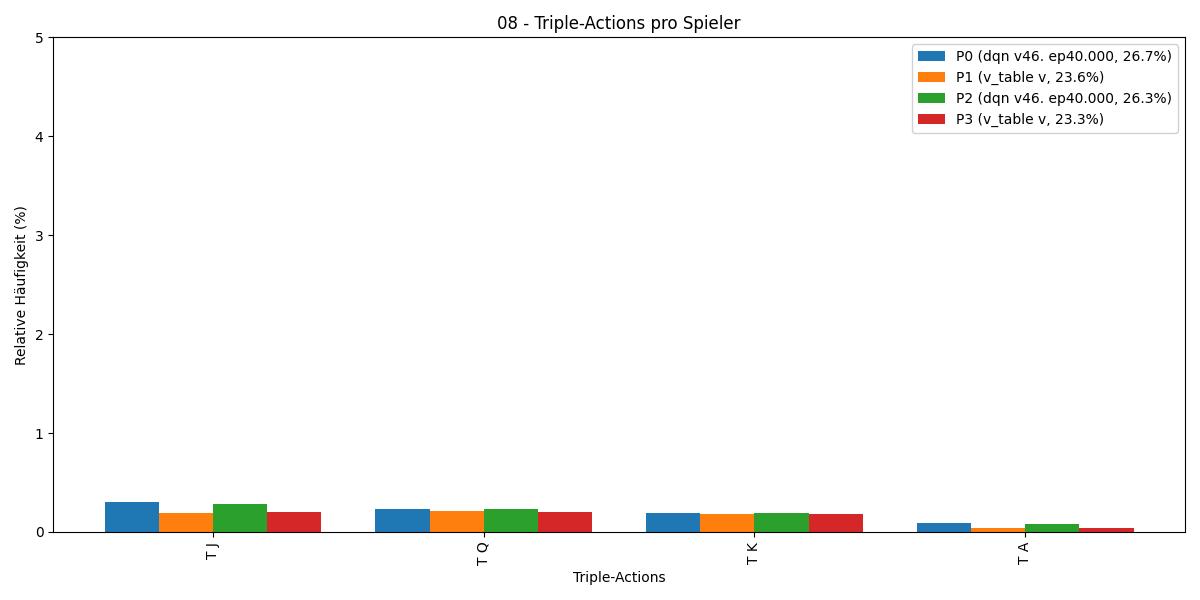 08 - Triple-Actions pro Spieler
P0 (dqn v46. ep40.000, 26.7%)
P1 (v_table v, 23.6%)
P2 (dqn v46. ep40.000, 26.3%)
P3 (v_table v, 23.3%)
Relative Häufigkeit (%)
5
4
3
2
1
0
T J
T Q
T K
T A
Triple-Actions